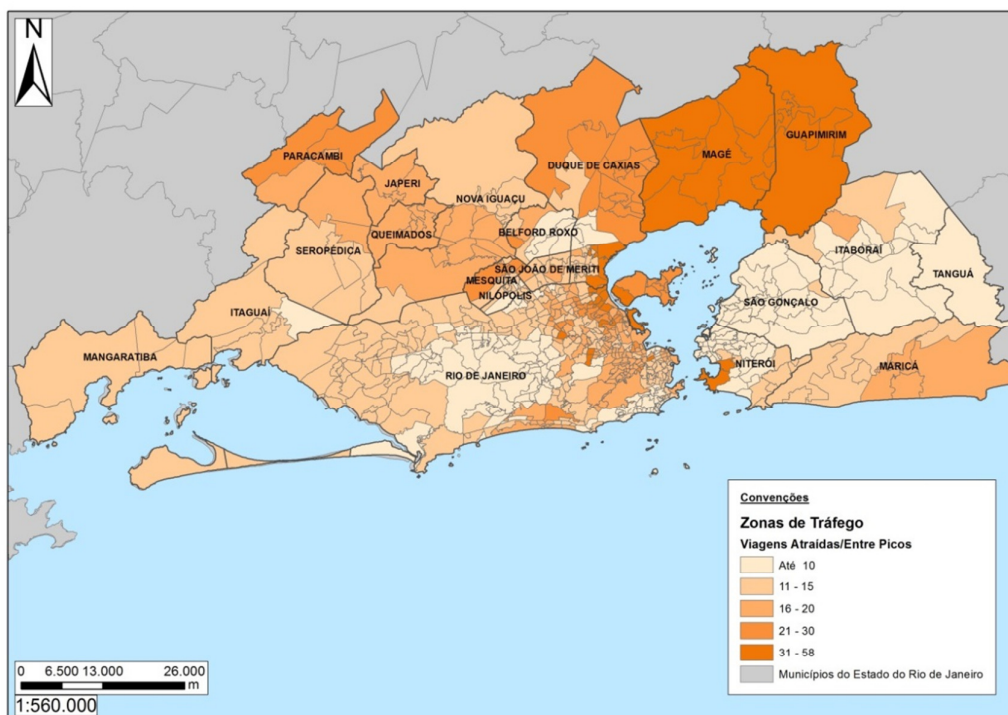 N
PARACAMBI
GUAPIMIRIM
MAGÉ
DUQUE DE CAXIAS
JAPERI
NOVA IGUAÇU
QUEIMADOS
BELFORD ROXO
SEROPÉDICA
ITABORAÍ
SÃO JOÃO DE MERITI
MESQUITA
TANGUÁ
NILÓPOLIS
SÃO GONÇALO
ITAGUAÍ
MANGARATIBA
NITERÓI
MARICÁ
RIO DE JANEIRO
Convenções
Zonas de Tráfego
Viagens Atraídas/Entre Picos
Até 10
11 - 15
16 - 20
21 - 30
31 - 58
Municípios do Estado do Rio de Janeiro
0 6.500 13.000 26.000
m
1:560.000